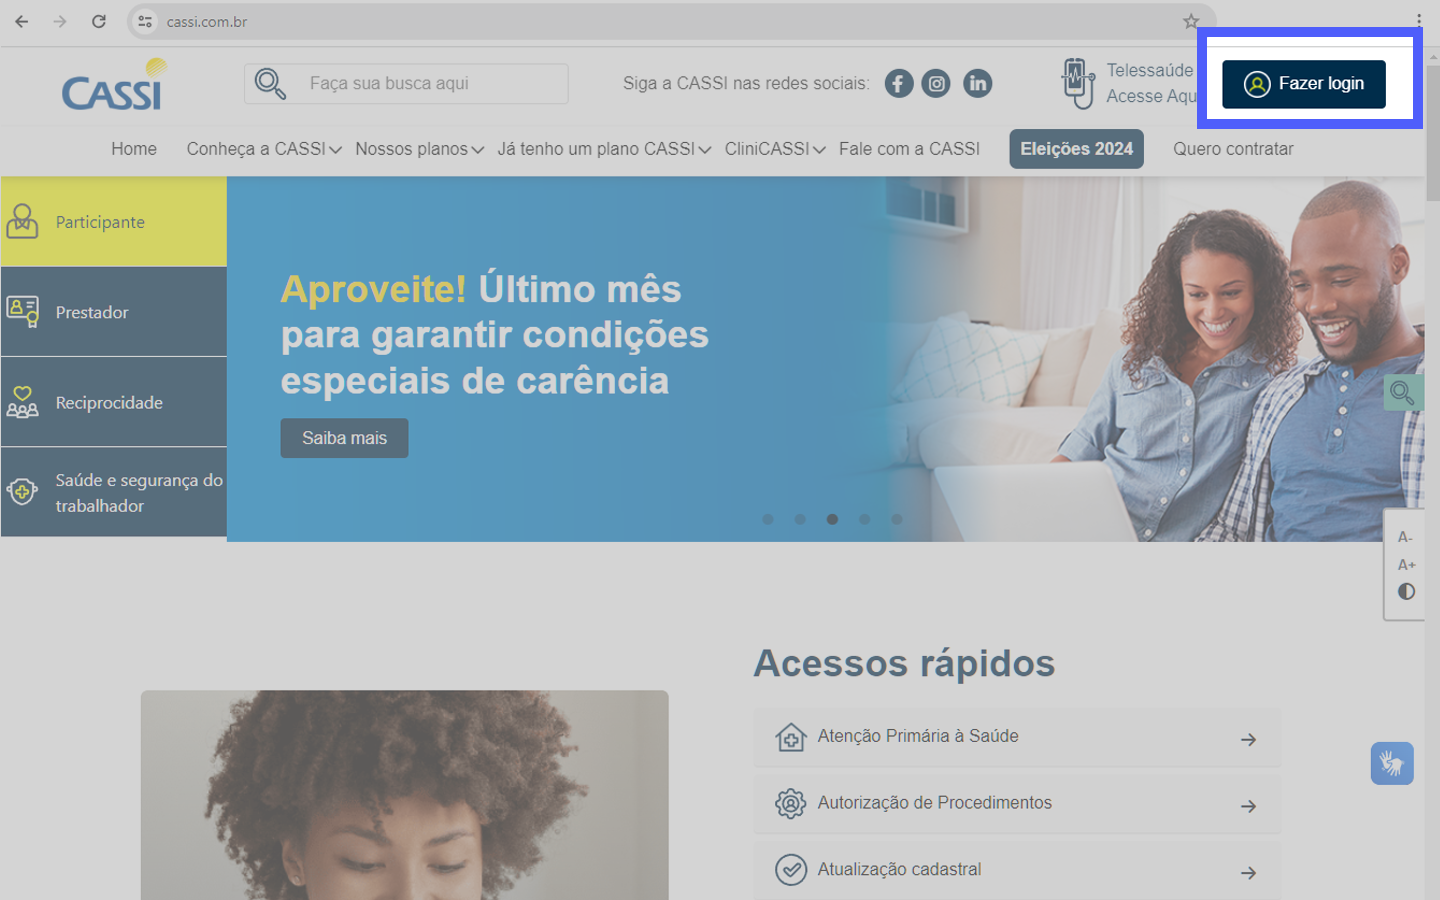 cassi.com.br
CASSI
Faça sua busca aqui
Siga a CASSI nas redes sociais:
Telessaúde
Acesse Aqu
Fazer login
Home
Conheça a CASSI
Nossos planos
Já tenho um plano CASSI
CliniCASSI
Fale com a CASSI
Eleições 2024
Quero contratar
Participante
Prestador
Reciprocidade
Saúde e segurança do
trabalhador
Aproveite! Último mês
para garantir condições
especiais de carência
Saiba mais
A-
A+
Acessos rápidos
Atenção Primária à Saúde
Autorização de Procedimentos
Atualização cadastral